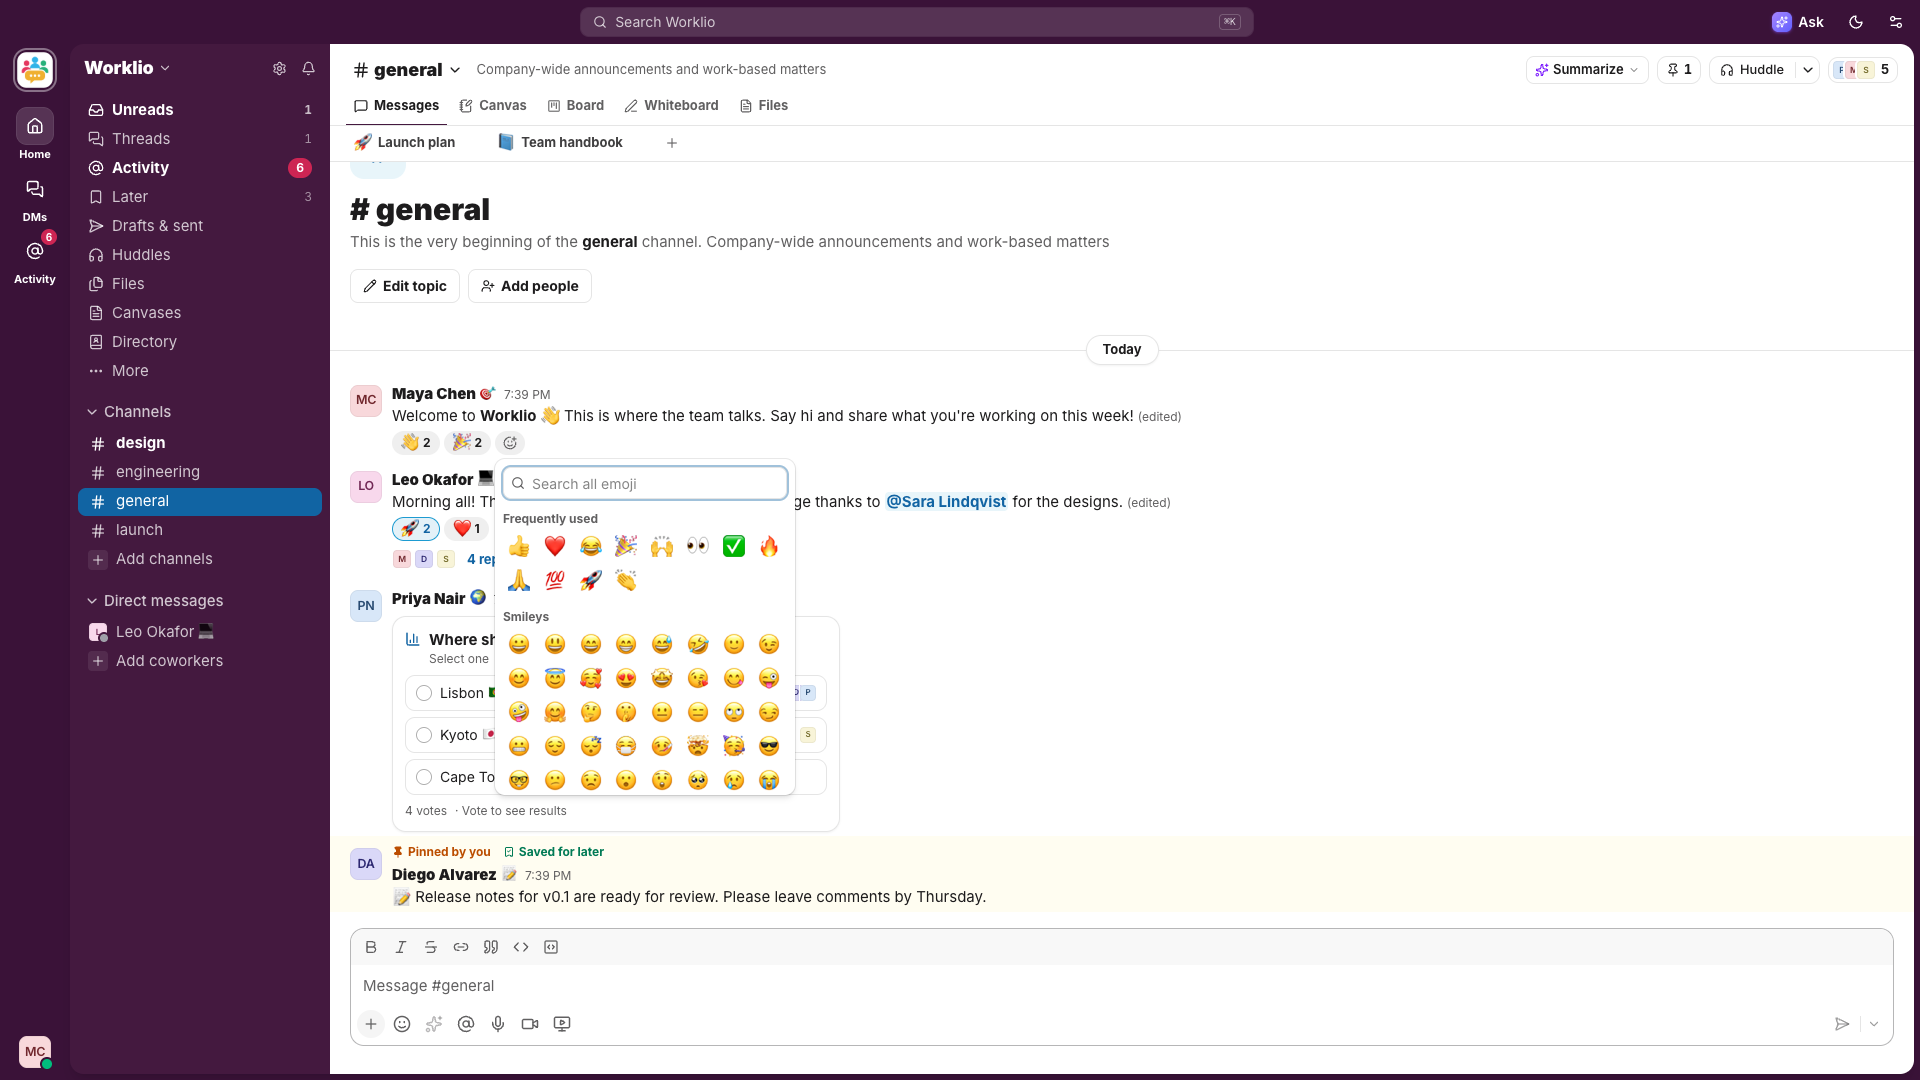 Search Worklio
⌘K
Ask
Worklio
Home
DMs
6
Activity
MC
Unreads 1
Threads 1
Activity 6
Later 3
Drafts & sent
Huddles
Files
Canvases
Directory
More
Channels
# design
# engineering
# general
# launch
Add channels
Direct messages
Leo Okafor
Add coworkers
# general
Company-wide announcements and work-based matters
Summarize
1
Huddle
S 5
Messages
Canvas
Board
Whiteboard
Files
Launch plan
Team handbook
# general
This is the very beginning of the general channel. Company-wide announcements and work-based matters
Edit topic
Add people
Today
MC
Maya Chen 7:39 PM
Welcome to Worklio 👋 This is where the team talks. Say hi and share what you're working on this week! (edited)
👋 2
🎉 2
LO
Leo Okafor
Morning all! ge thanks to @Sara Lindqvist for the designs. (edited)
🚀 2
❤️ 1
M D S
4
Search all emoji
Frequently used
💯
Smileys
PN
Priya Nair
Where
Select one
Lisbon
P
Kyoto
S
Cape
4 votes · Vote to see results
DA
Pinned by you
Saved for later
Diego Alvarez 7:39 PM
📝 Release notes for v0.1 are ready for review. Please leave comments by Thursday.
Message #general